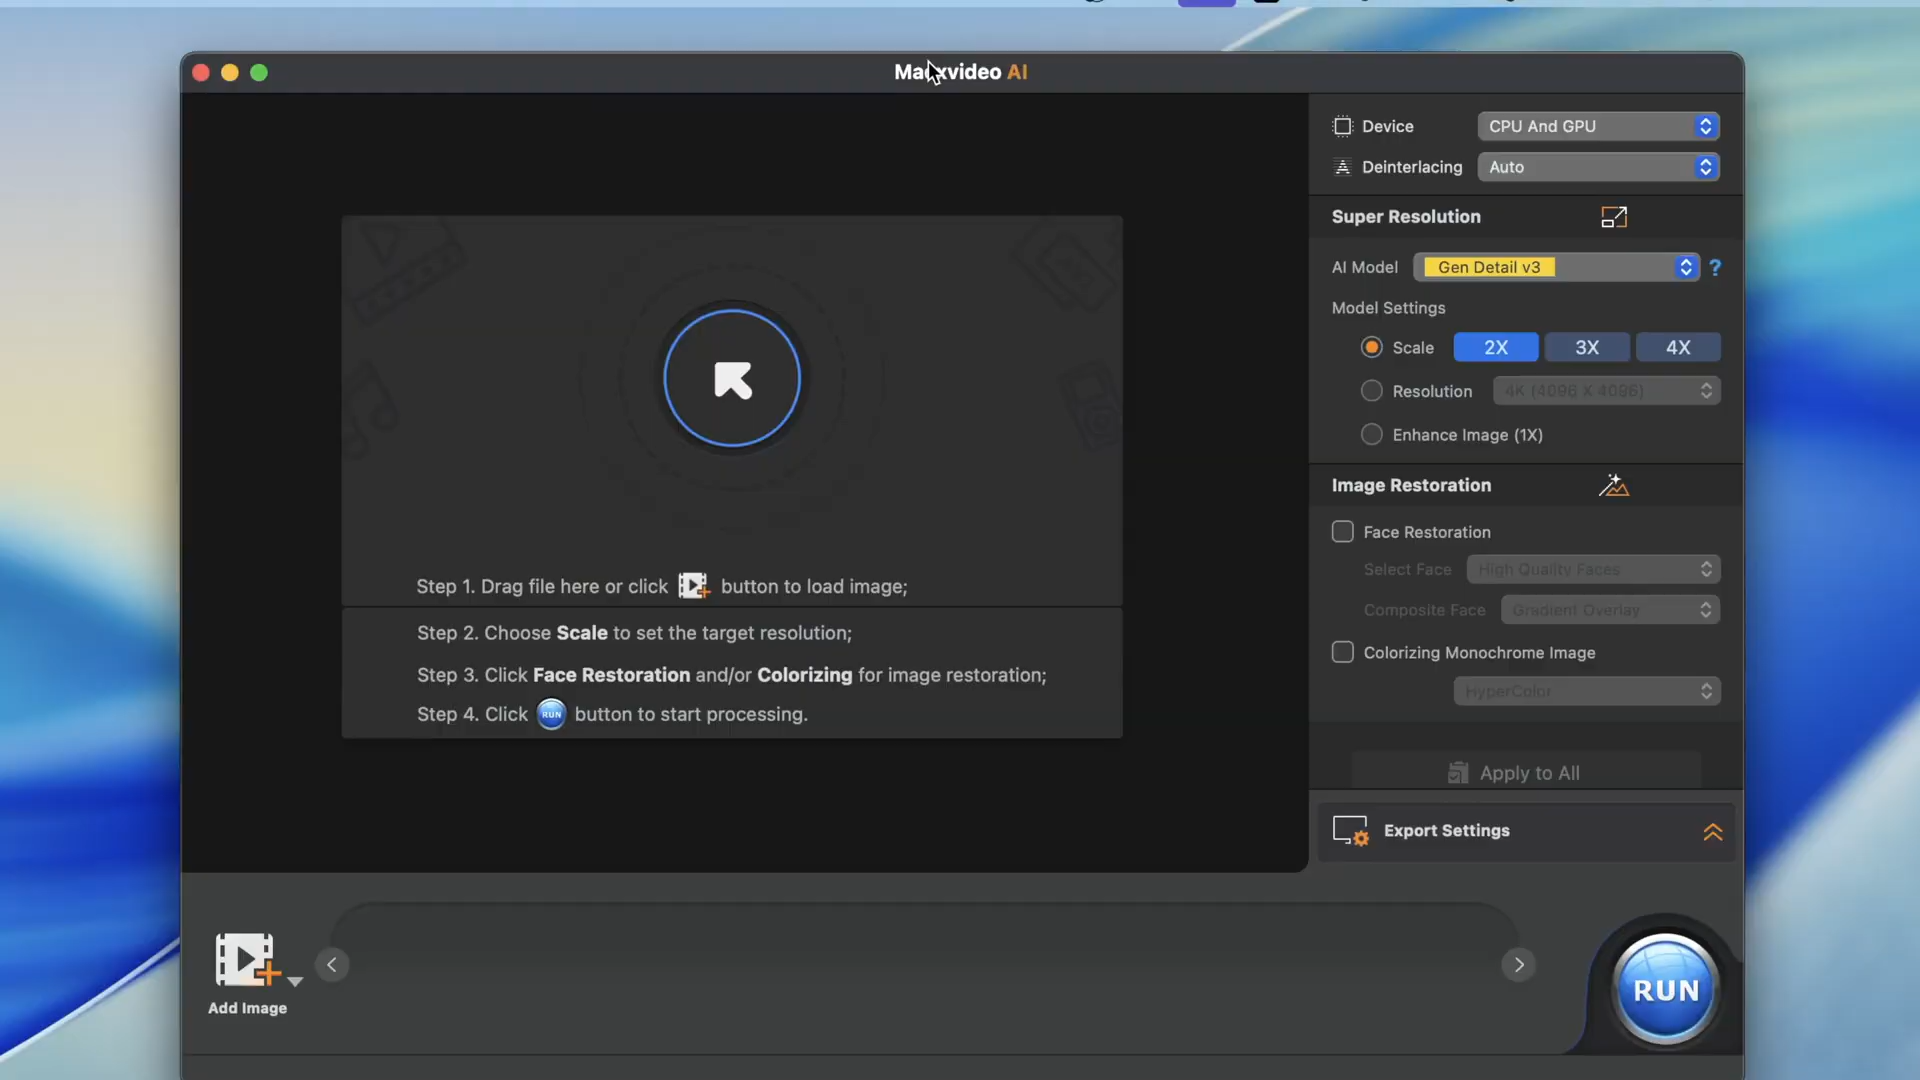 Macxvideo AI
Device CPU And GPU
Deinterlacing Auto
Super Resolution
AI Model Gen Detail v3 ?
Model Settings
Scale 2X 3X 4X
Resolution 4K (4096 X 4096)
Enhance Image (1X)
Image Restoration
Face Restoration
Select Face High Quality Faces
Composite Face Gradient Overlay
Colorizing Monochrome Image
HyperColor
Apply to All
Export Settings
Step 1. Drag file here or click button to load image;
Step 2. Choose Scale to set the target resolution;
Step 3. Click Face Restoration and/or Colorizing for image restoration;
Step 4. Click RUN button to start processing.
Add Image
RUN